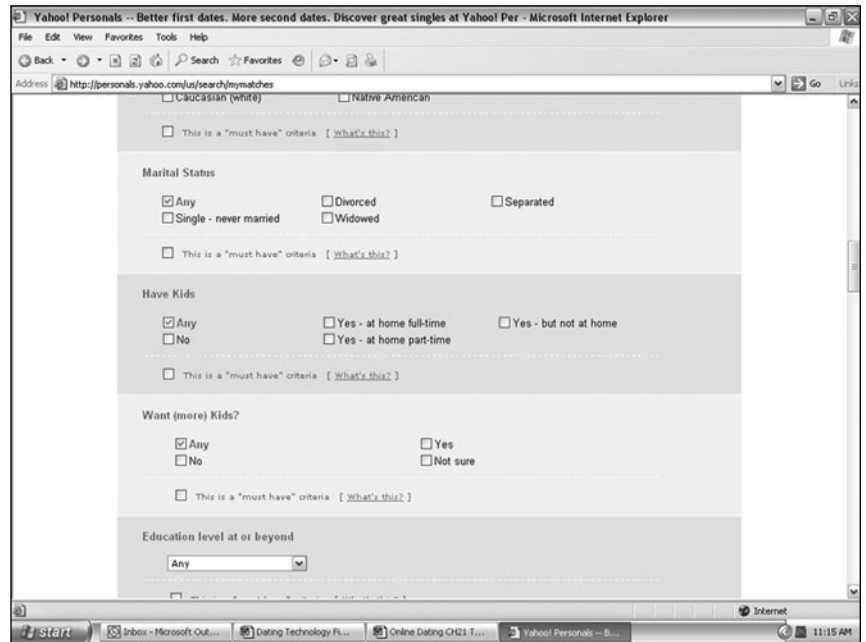 Yahoo! Personals -- Better first dates. More second dates. Discover great singles at Yahoo! Per - Microsoft Internet Explorer
File Edit View Favorites Tools Help
Back Search Favorites
Address http://personals.yahoo.com/us/search/mymatches Go Links
Caucasian (white) Native American
This is a "must have" criteria [ What's this? ]
Marital Status
Any Divorced Separated
Single - never married Widowed
This is a "must have" criteria [ What's this? ]
Have Kids
Any Yes - at home full-time Yes - but not at home
No Yes - at home part-time
This is a "must have" criteria [ What's this? ]
Want (more) Kids?
Any Yes
No Not sure
This is a "must have" criteria [ What's this? ]
Education level at or beyond
Any
Internet
start Inbox - Microsoft Out... Dating Technology Fi... Online Dating CH21 T... Yahoo! Personals -- B... 11:15 AM